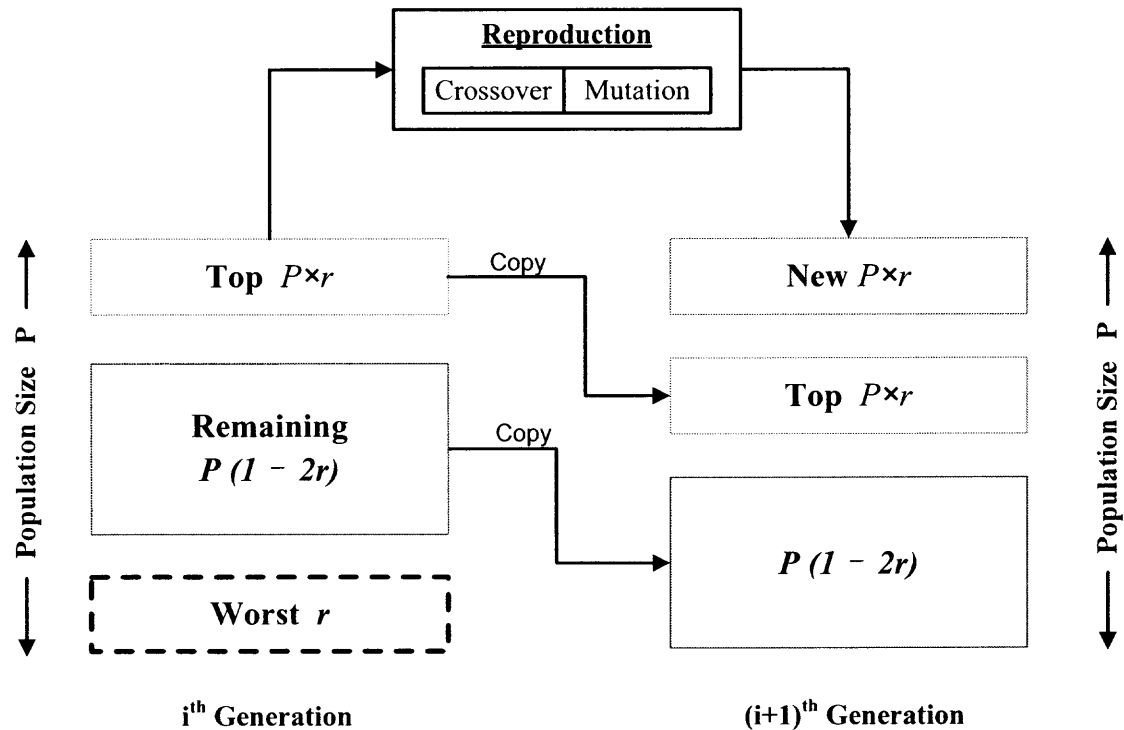 Reproduction
Crossover Mutation
Top P×r
Copy
New P×r
Top P×r
Remaining
P (1 - 2r)
Copy
P (1 - 2r)
Worst r
Population Size P
Population Size P
i^th Generation
(i+1)^th Generation